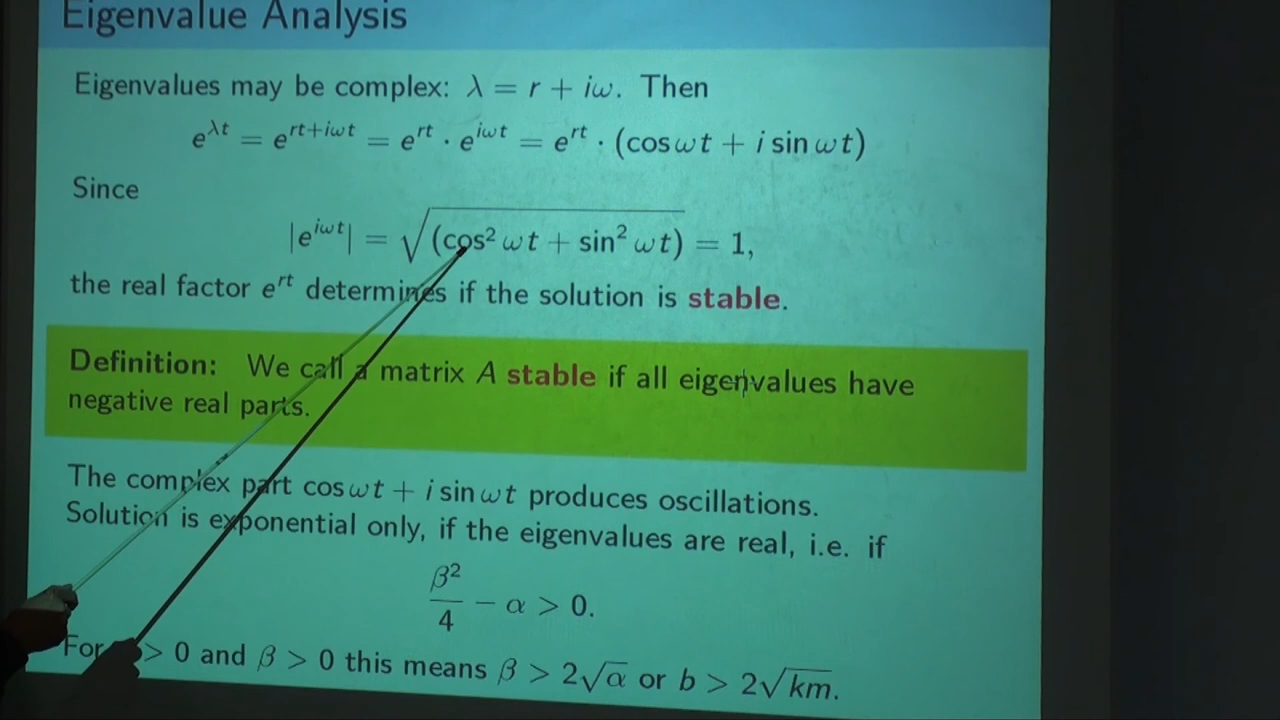 Eigenvalue Analysis
Eigenvalues may be complex: λ = r + iω. Then
e^{λt} = e^{rt+iwt} = e^{rt} · e^{iwt} = e^{rt} · (cos ωt + i sin ωt)
Since
|e^{iωt}| = √(cos² ωt + sin² ωt) = 1,
the real factor e^{rt} determines if the solution is stable.
Definition: We call a matrix A stable if all eigenvalues have
negative real parts.
The complex part cos ωt + i sin ωt produces oscillations.
Solution is exponential only, if the eigenvalues are real, i.e. if
β²/4 − α > 0.
For > 0 and β > 0 this means β > 2√α or b > 2√km.